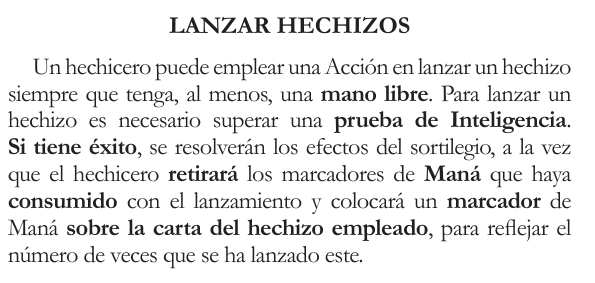 LANZAR HECHIZOS
Un hechicero puede emplear una Acción en lanzar un hechizo
siempre que tenga, al menos, una mano libre. Para lanzar un
hechizo es necesario superar una prueba de Inteligencia.
Si tiene éxito, se resolverán los efectos del sortilegio, a la vez
que el hechicero retirará los marcadores de Maná que haya
consumido con el lanzamiento y colocará un marcador de
Maná sobre la carta del hechizo empleado, para reflejar el
número de veces que se ha lanzado este.